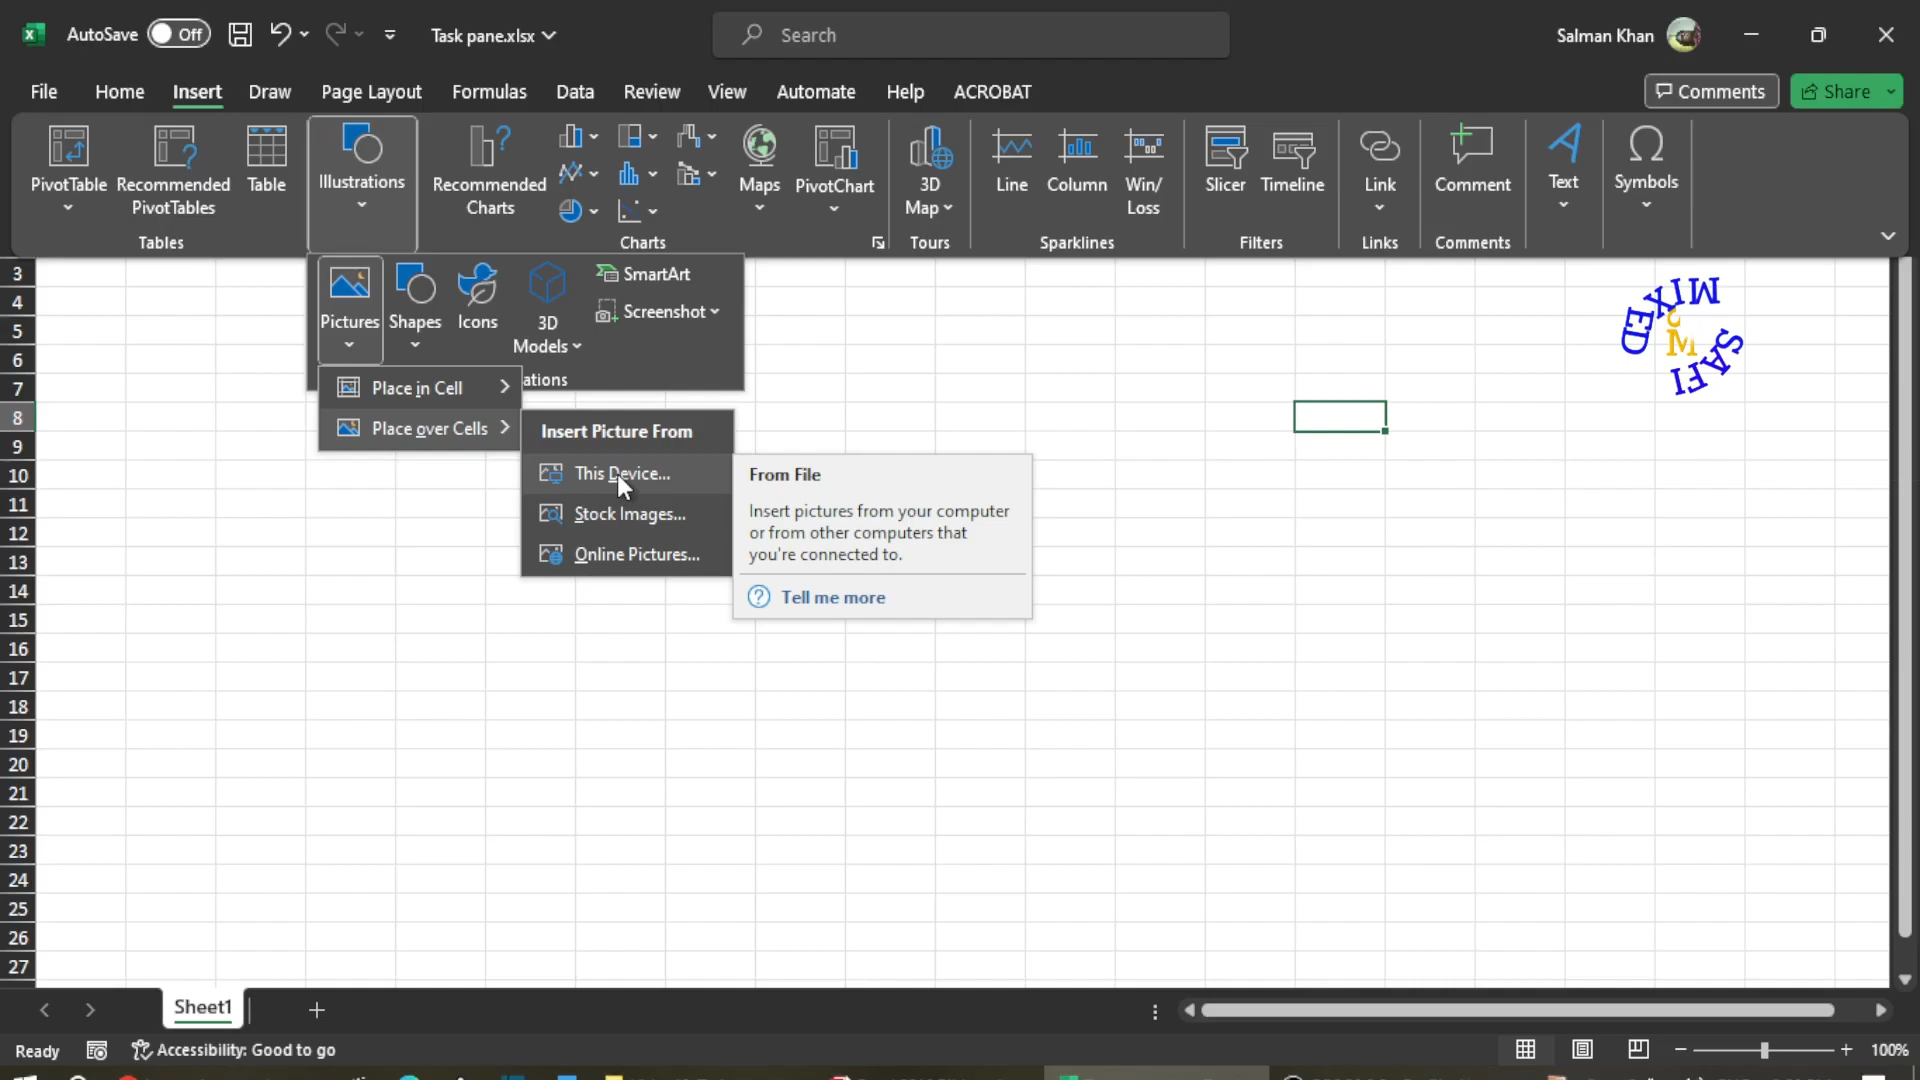 AutoSave Off Task pane.xlsx Search Salman Khan
File Home Insert Draw Page Layout Formulas Data Review View Automate Help ACROBAT Comments Share
PivotTable
Recommended
PivotTables
Table
Illustrations
Recommended
Charts
Maps
PivotChart
3D
Map
Line
Column
Win/
Loss
Slicer
Timeline
Link
Comment
Text
Symbols
Tables Charts Tours Sparklines Filters Links Comments
Pictures
Shapes
Icons
3D
Models
SmartArt
Screenshot
ations
Place in Cell
Place over Cells
Insert Picture From
This Device...
Stock Images...
Online Pictures...
From File
Insert pictures from your computer
or from other computers that
you're connected to.
Tell me more
MIXED
SAFI
M
3
4
5
6
7
8
9
10
11
12
13
14
15
16
17
18
19
20
21
22
23
24
25
26
27
Sheet1
Ready Accessibility: Good to go 100%